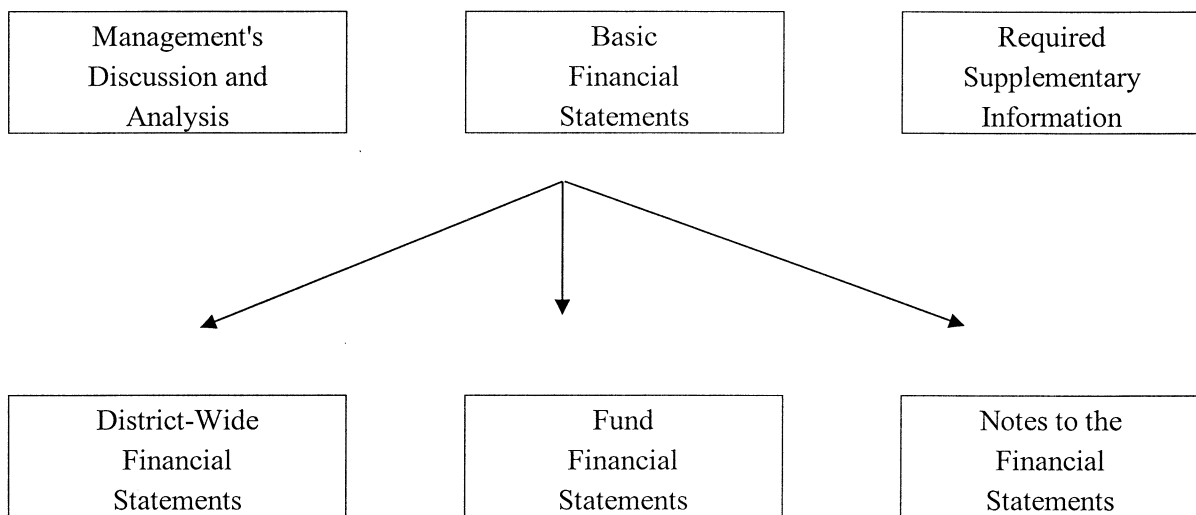 Management's
Discussion and
Analysis
Basic
Financial
Statements
Required
Supplementary
Information
District-Wide
Financial
Statements
Fund
Financial
Statements
Notes to the
Financial
Statements